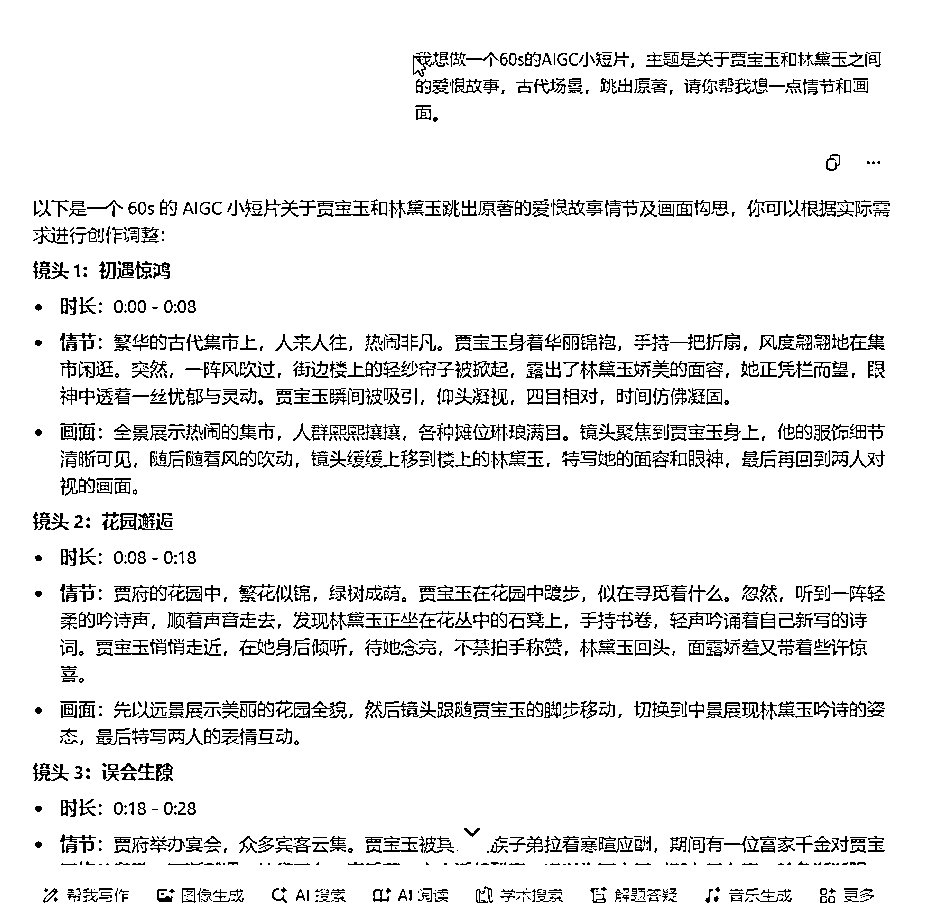 我想做一个60s的AIGC小短片，主题是关于贾宝玉和林黛玉之间
的爱恨故事，古代场景，跳出原著，请你帮我想一点情节和画
面。
以下是一个 60s 的 AIGC 小短片关于贾宝玉和林黛玉跳出原著的爱恨故事情节及画面构思，你可以根据实际需
求进行创作调整：
镜头 1：初遇惊鸿
• 时长：0:00 - 0:08
• 情节：繁华的古代集市上，人来人往，热闹非凡。贾宝玉身着华丽锦袍，手持一把折扇，风度翩翩地在集
市闲逛。突然，一阵风吹过，街边楼上的轻纱帘子被掀起，露出了林黛玉娇美的面容，她正凭栏而望，眼
神中透着一丝忧郁与灵动。贾宝玉瞬间被吸引，仰头凝视，四目相对，时间仿佛凝固。
• 画面：全景展示热闹的集市，人群熙熙攘攘，各种摊位琳琅满目。镜头聚焦到贾宝玉身上，他的服饰细节
清晰可见，随后随着风的吹动，镜头缓缓上移到楼上的林黛玉，特写她的面容和眼神，最后再回到两人对
视的画面。
镜头 2：花园邂逅
• 时长：0:08 - 0:18
• 情节：贾府的花园中，繁花似锦，绿树成荫。贾宝玉在花园中踱步，似在寻觅着什么。忽然，听到一阵轻
柔的吟诗声，顺着声音走去，发现林黛玉正坐在花丛中的石凳上，手持书卷，轻声吟诵着自己新写的诗
词。贾宝玉悄悄走近，在她身后倾听，待她念完，不禁拍手称赞，林黛玉回头，面露娇羞又带着些许惊
喜。
• 画面：先以远景展示美丽的花园全貌，然后镜头跟随贾宝玉的脚步移动，切换到中景展现林黛玉吟诗的姿
态，最后特写两人的表情互动。
镜头 3：误会生隙
• 时长：0:18 - 0:28
• 情节：贾府举办宴会，众多宾客云集。贾宝玉被其 族子弟拉着寒暄应酬，期间有一位富家千金对贾宝
帮我写作 图像生成 AI 搜索 AI 阅读 学术搜索 解题答疑 音乐生成 更多